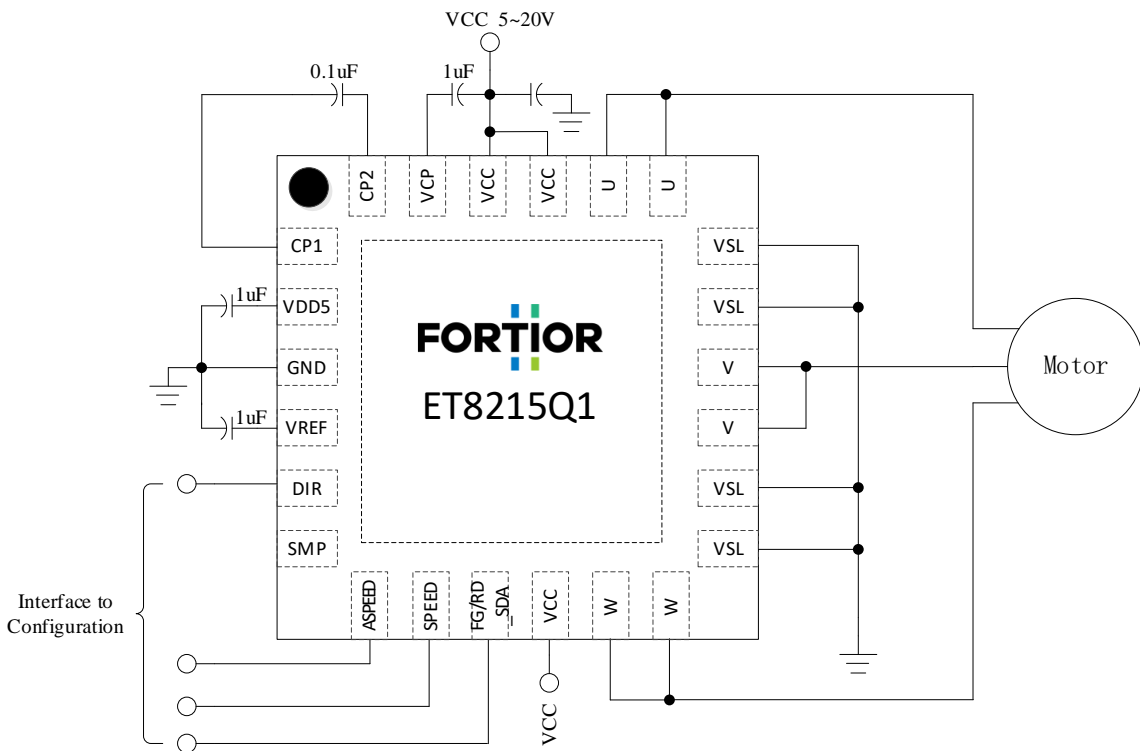 VCC 5~20V
0.1uF
1uF
CP2
VCP
VCC
VCC
U
U
CP1
VSL
1uF
VDD5
VSL
FORTIOR
GND
V
Motor
ET8215Q1
1uF
VREF
V
DIR
VSL
SMP
VSL
Interface to
Configuration
ASPEED
SPEED
FG/RD
_SDA
VCC
W
W
VCC